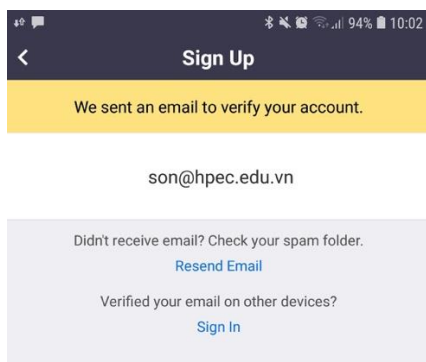 94% 10:02
Sign Up
We sent an email to verify your account.
son@hpec.edu.vn
Didn't receive email? Check your spam folder.
Resend Email
Verified your email on other devices?
Sign In